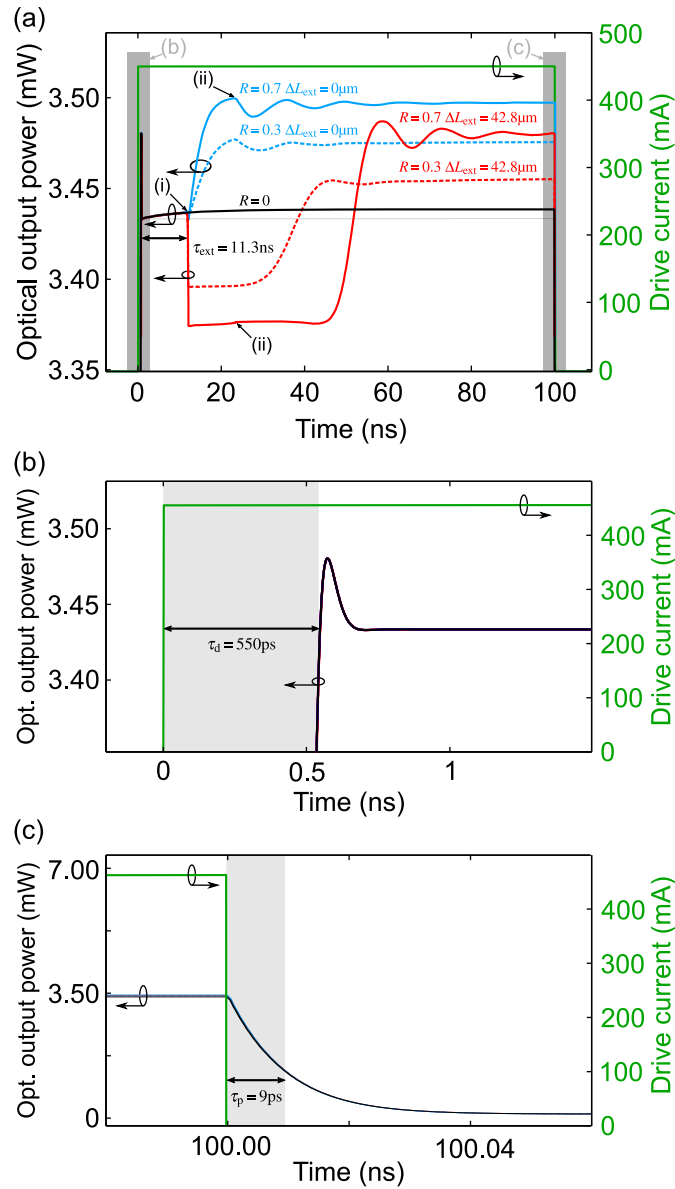 (a)
(b)
(c)
500
400
300
200
100
0
Drive current (mA)
3.50
3.45
3.40
3.35
Optical output power (mW)
(ii)
R = 0.7 ΔLext = 0μm
R = 0.7 ΔLext = 42.8μm
R = 0.3 ΔLext = 0μm
R = 0.3 ΔLext = 42.8μm
(i)
R = 0
τext = 11.3ns
(ii)
0
20
40
60
80
100
Time (ns)
(b)
3.50
3.45
3.40
Opt. output power (mW)
τd = 550ps
400
300
200
100
0
Drive current (mA)
0
0.5
1
Time (ns)
(c)
7.00
3.50
0
Opt. output power (mW)
τp = 9ps
400
300
200
100
0
Drive current (mA)
100.00
100.04
Time (ns)